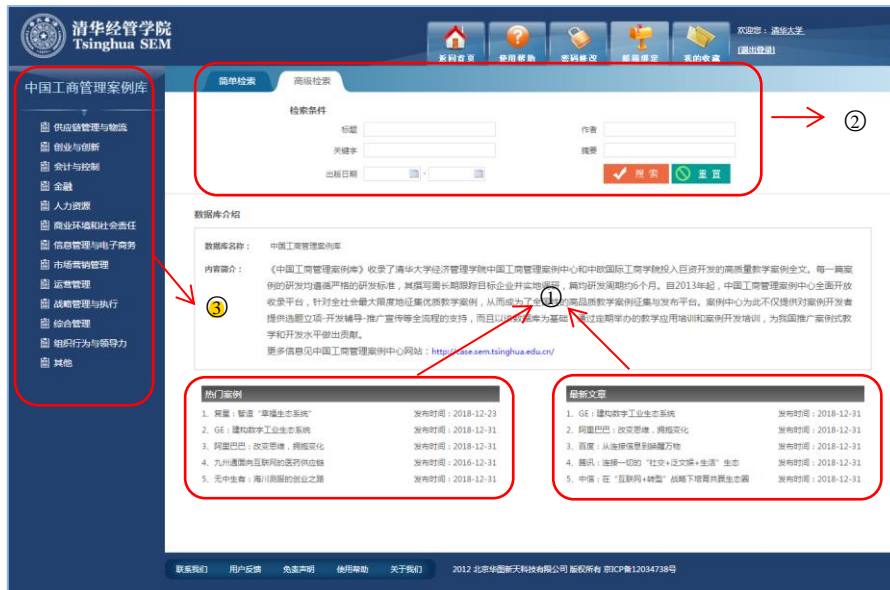 清华经管学院
Tsinghua SEM
返回首页
使用帮助
密码修改
邮箱绑定
我的收藏
欢迎您：清华大学
[退出登录]
中国工商管理案例库
供应链管理与物流
创业与创新
会计与控制
金融
人力资源
商业环境和社会责任
信息管理与电子商务
市场营销管理
运营管理
战略管理与执行
综合管理
组织行为与领导力
其他
简单检索
高级检索
检索条件
标题
作者
关键字
摘要
出版日期
-
搜索
重置
②
③
①
数据库介绍
数据库名称：中国工商管理案例库
内容简介：《中国工商管理案例库》收录了清华大学经济管理学院中国工商管理案例中心和中欧国际工商学院投入巨资开发的高质量教学案例全文。每一篇案
例的研发均遵循严格的研发标准，其撰写需长期跟踪目标企业并实地调研，篇均研发周期约6个月。自2013年起，中国工商管理案例中心全面开放
收录平台，针对全社会最大限度地征集优质教学案例，从而成为了全国性的高品质教学案例征集与发布平台。案例中心为此不仅提供对案例开发者
提供选题立项-开发辅导-推广宣传等全流程的支持，而且以该数据库为基础，通过定期举办的教学应用培训和案例开发培训，为我国推广案例式教
学和开发水平做出贡献。
更多信息见中国工商管理案例中心网站：http://case.sem.tsinghua.edu.cn/
热门案例
1、复星：智造“幸福生态系统” 发布时间：2018-12-23
2、GE：建构数字工业生态系统 发布时间：2018-12-31
3、阿里巴巴：改变思维，拥抱变化 发布时间：2018-12-31
4、九州通面向互联网的医药供应链 发布时间：2016-12-31
5、无中生有：海川测服的创业之路 发布时间：2018-12-31
最新文章
1、GE：建构数字工业生态系统 发布时间：2018-12-31
2、阿里巴巴：改变思维，拥抱变化 发布时间：2018-12-31
3、百度：从连接信息到唤醒万物 发布时间：2018-12-31
4、腾讯：连接一切的“社交+泛文娱+生活”生态 发布时间：2018-12-31
5、中信：在“互联网+转型”战略下培育共赢生态圈 发布时间：2018-12-31
联系我们
用户反馈
免责声明
使用帮助
关于我们
2012 北京华图新天科技有限公司 版权所有 京ICP备12034738号